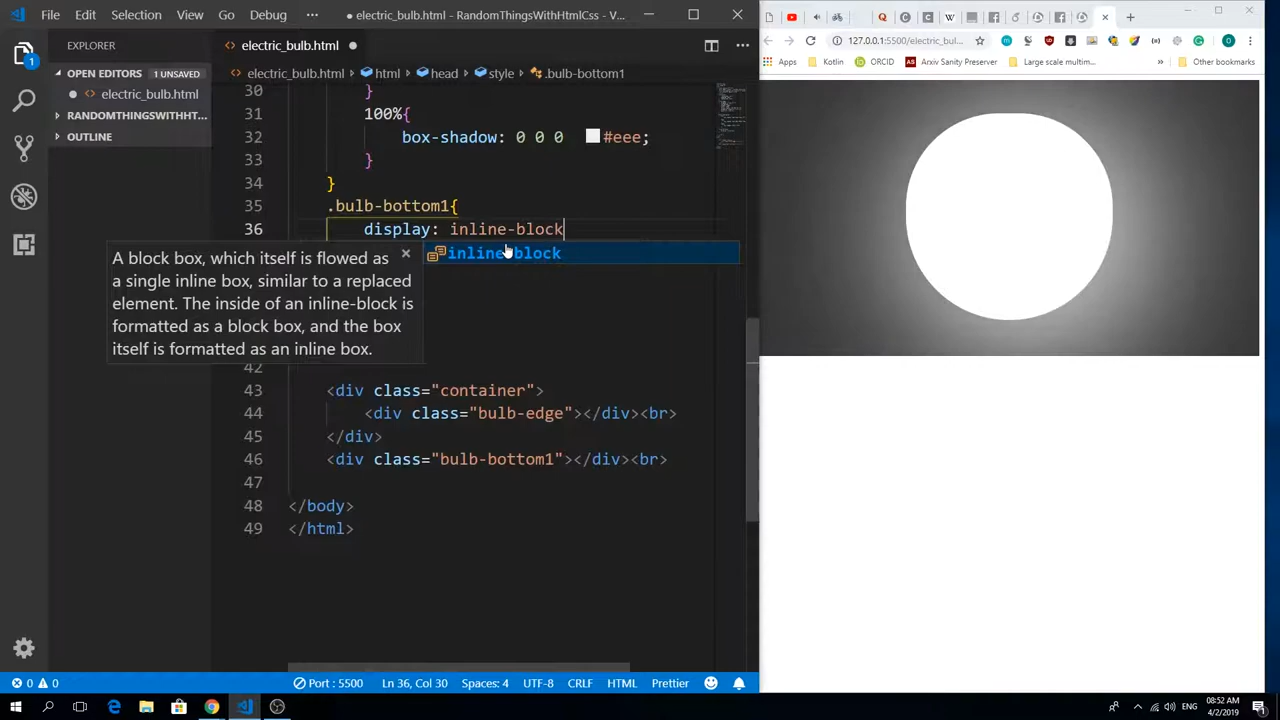 File Edit Selection View Go Debug ••• ● electric_bulb.html - RandomThingsWithHtmlCss - V...
EXPLORER
OPEN EDITORS 1 UNSAVED
● <> electric_bulb.html
RANDOMTHINGSWITHHT...
OUTLINE
1
<> electric_bulb.html ●
<> electric_bulb.html > html > head > style > .bulb-bottom1
30 }
31 100%{
32 box-shadow: 0 0 0 #eee;
33 }
34 }
35 .bulb-bottom1{
36 display: inline-block
inline-block
A block box, which itself is flowed as
a single inline box, similar to a replaced
element. The inside of an inline-block is
formatted as a block box, and the box
itself is formatted as an inline box.
42
43 <div class="container">
44 <div class="bulb-edge"></div><br>
45 </div>
46 <div class="bulb-bottom1"></div><br>
47
48 </body>
49 </html>
0 0 Port : 5500 Ln 36, Col 30 Spaces: 4 UTF-8 CRLF HTML Prettier
127.0.0.1:5500/electric_bulb....
Apps Kotlin ORCID Arxiv Sanity Preserver Large scale multim... » Other bookmarks
ENG 08:52 AM
4/2/2019
1